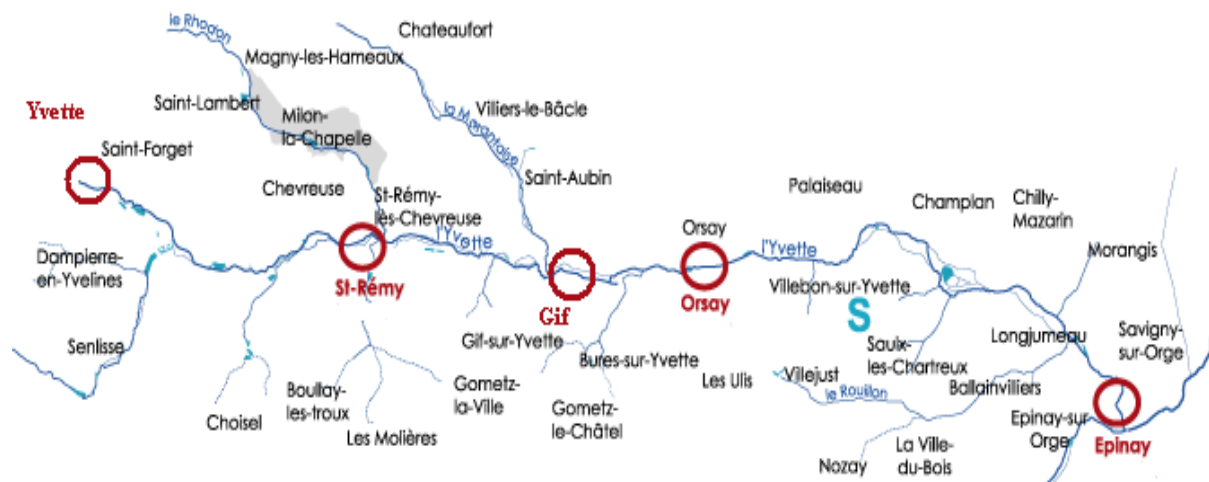 le Rhodon
Chateaufort
Magny-les-Hameaux
Yvette
Saint-Lambert
Milon-
la-Chapelle
la Mérantaise
Villiers-le-Bâcle
Saint-Forget
Chevreuse
St-Rémy-
lès-Chevreuse
Saint-Aubin
Palaiseau
Champlan
Chilly-
Mazarin
l'Yvette
Orsay
l'Yvette
Morangis
Dampierre-
en-Yvelines
St-Rémy
Gif
Orsay
Villebon-sur-Yvette
S
Senlisse
Gif-sur-Yvette
Bures-sur-Yvette
Saulx-
les-Chartreux
Longjumeau
Savigny-
sur-Orge
Choisel
Boullay-
les-troux
Gometz-
la-Ville
Les Ulis
Villejust
le Rouillon
Ballainvilliers
Les Molières
Gometz-
le-Châtel
Nozay
La Ville-
du-Bois
Epinay-sur
Orge
Epinay